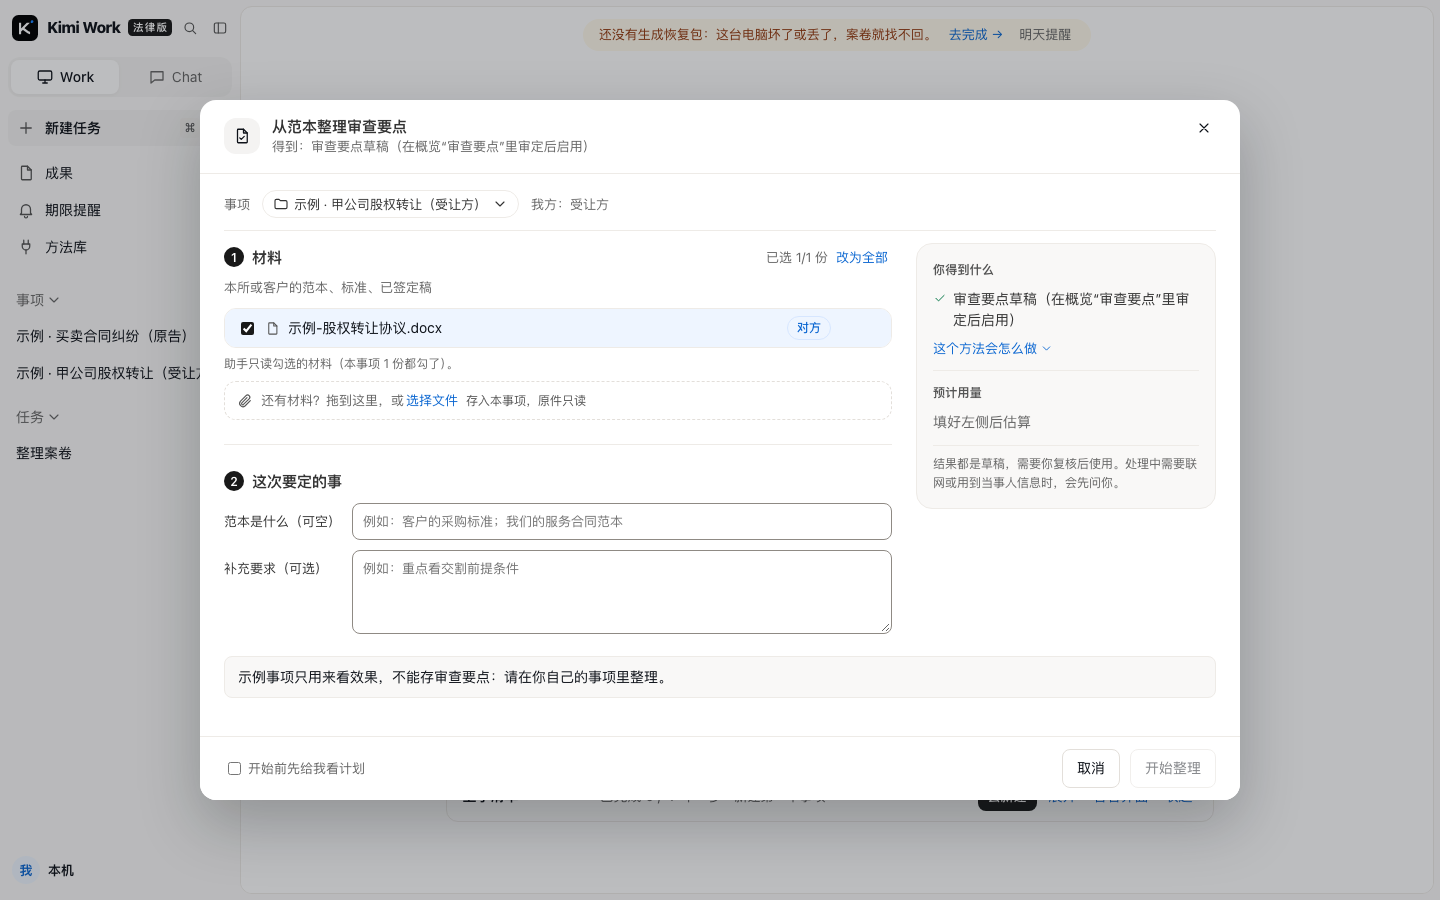 Kimi Work 法律版
还没有生成恢复包：这台电脑坏了或丢了，案卷就找不回。 去完成 → 明天提醒
Work Chat
新建任务 ⌘
成果
期限提醒
方法库
事项
示例 · 买卖合同纠纷（原告）
示例 · 甲公司股权转让（受让
任务
整理案卷
我 本机
从范本整理审查要点
得到：审查要点草稿（在概览“审查要点”里审定后启用）
事项 示例 · 甲公司股权转让（受让方） 我方：受让方
1 材料 已选 1/1 份 改为全部
本所或客户的范本、标准、已签定稿
示例-股权转让协议.docx 对方
助手只读勾选的材料（本事项 1 份都勾了）。
还有材料？拖到这里，或 选择文件 存入本事项，原件只读
2 这次要定的事
范本是什么（可空） 例如：客户的采购标准；我们的服务合同范本
补充要求（可选） 例如：重点看交割前提条件
你得到什么
审查要点草稿（在概览“审查要点”里审
定后启用）
这个方法会怎么做
预计用量
填好左侧后估算
结果都是草稿，需要你复核后使用。处理中需要联
网或用到当事人信息时，会先问你。
示例事项只用来看效果，不能存审查要点：请在你自己的事项里整理。
开始前先给我看计划 取消 开始整理